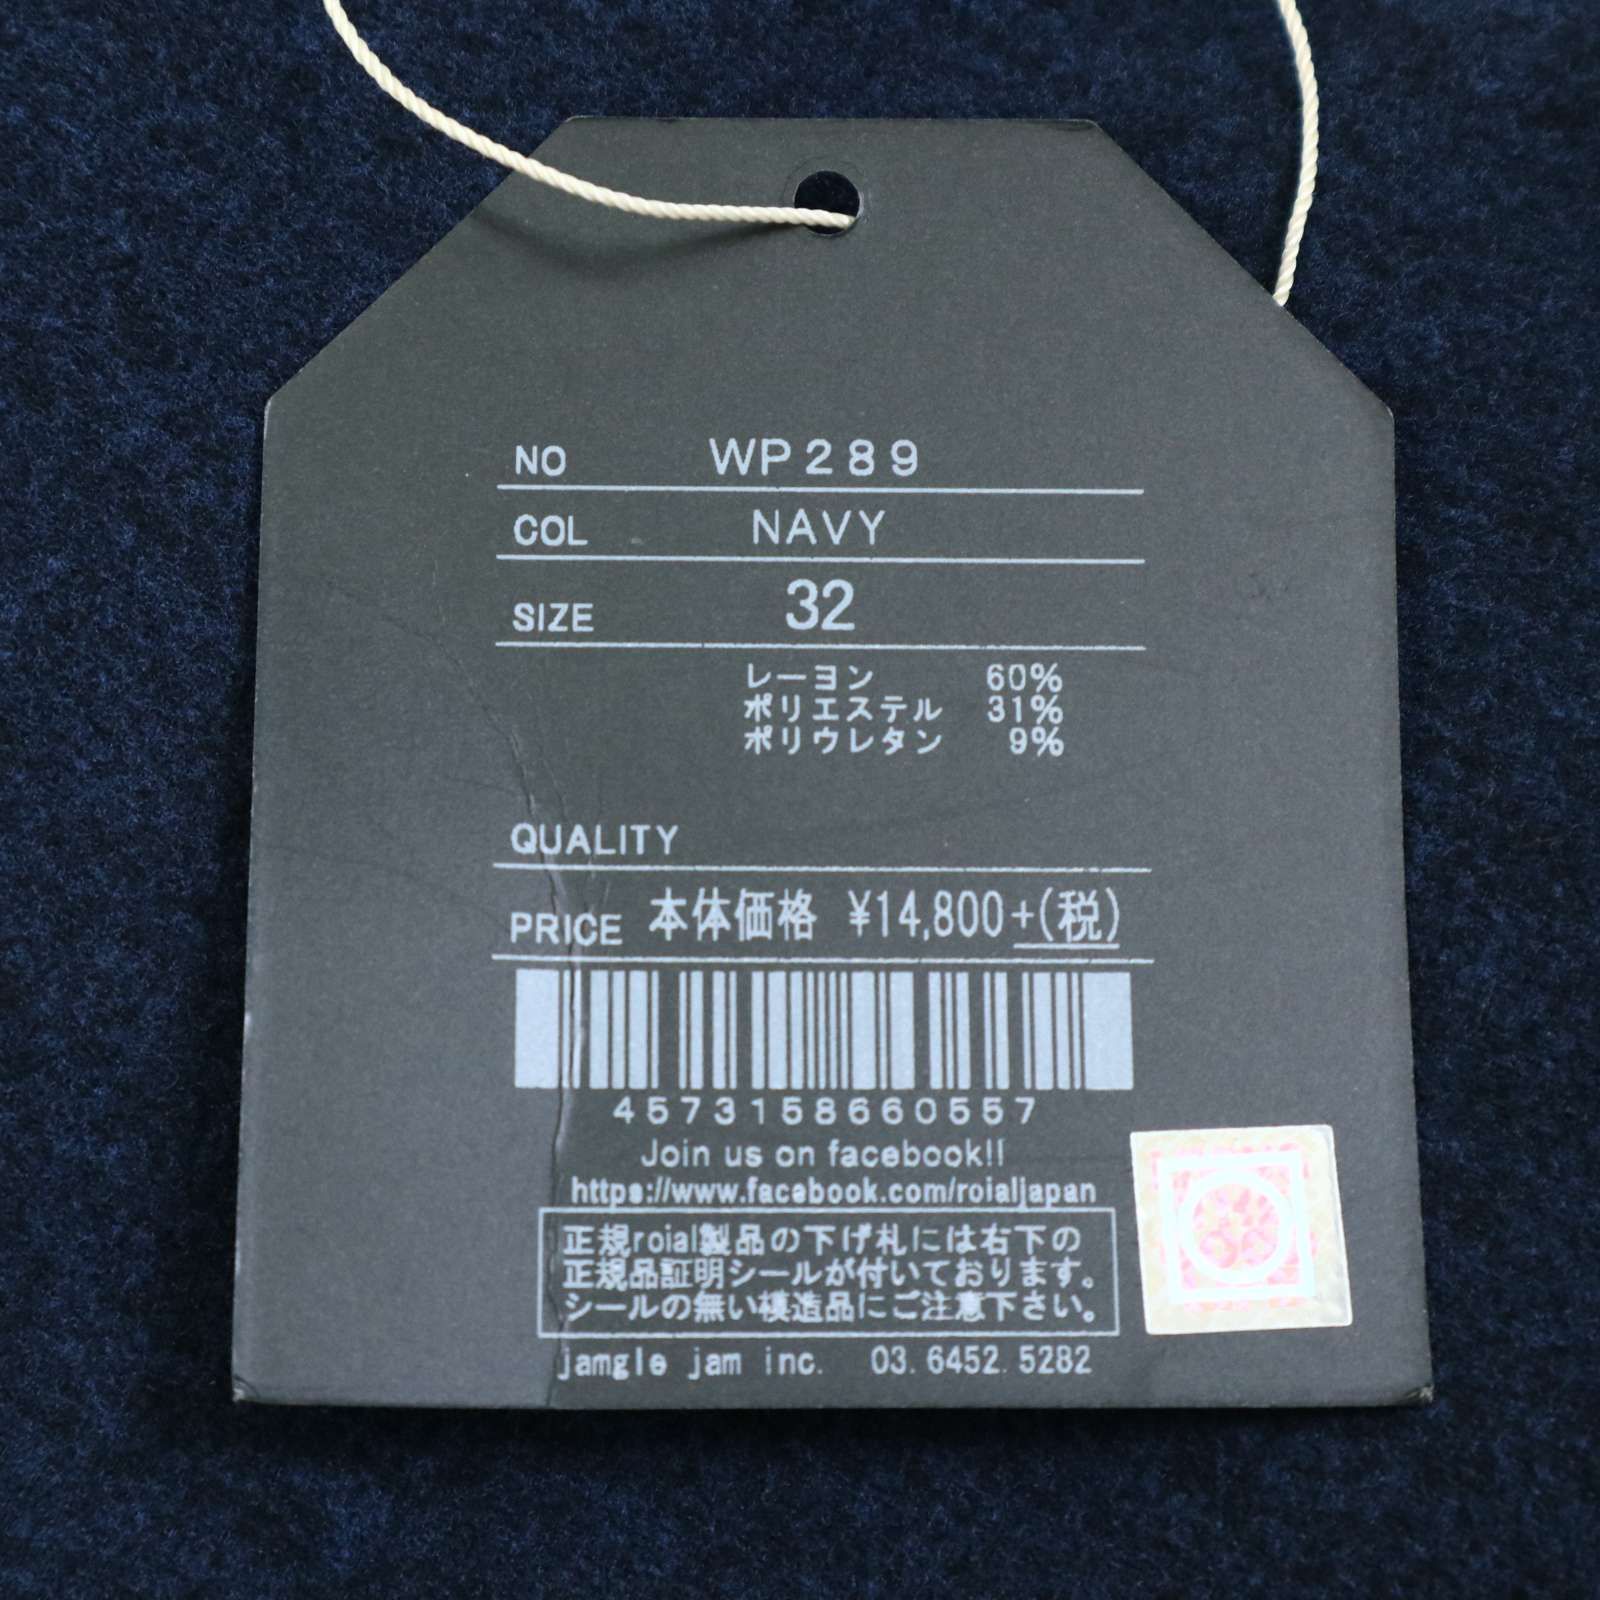 NO WP289
COL NAVY
SIZE 32
レーヨン 60%
ポリエステル 31%
ポリウレタン 9%
QUALITY
PRICE 本体価格 ¥14,800+(税)
4573158660557
Join us on facebook!!
https://www.facebook.com/roialjapan
正規roial製品の下げ札には右下の
正規品証明シールが付いております。
シールの無い模造品にご注意下さい。
jamgle jam inc. 03.6452.5282